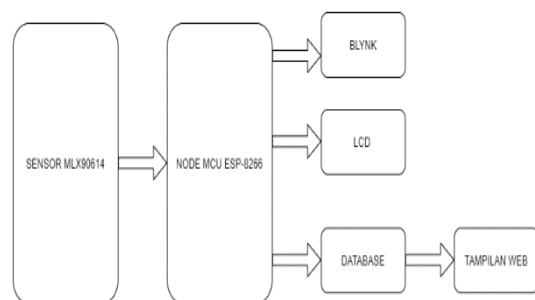 BLYNK
LCD
SENSOR MLX90614
NODE MCU ESP-8266
DATABASE
TAMPILAN WEB